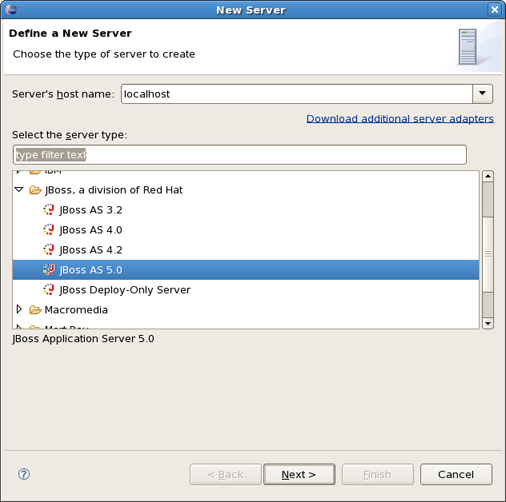 New Server
Define a New Server
Choose the type of server to create
Server's host name: localhost
Download additional server adapters
Select the server type:
type filter text
IBM
JBoss, a division of Red Hat
JBoss AS 3.2
JBoss AS 4.0
JBoss AS 4.2
JBoss AS 5.0
JBoss Deploy-Only Server
Macromedia
JBoss Application Server 5.0
? < Back Next > Finish Cancel